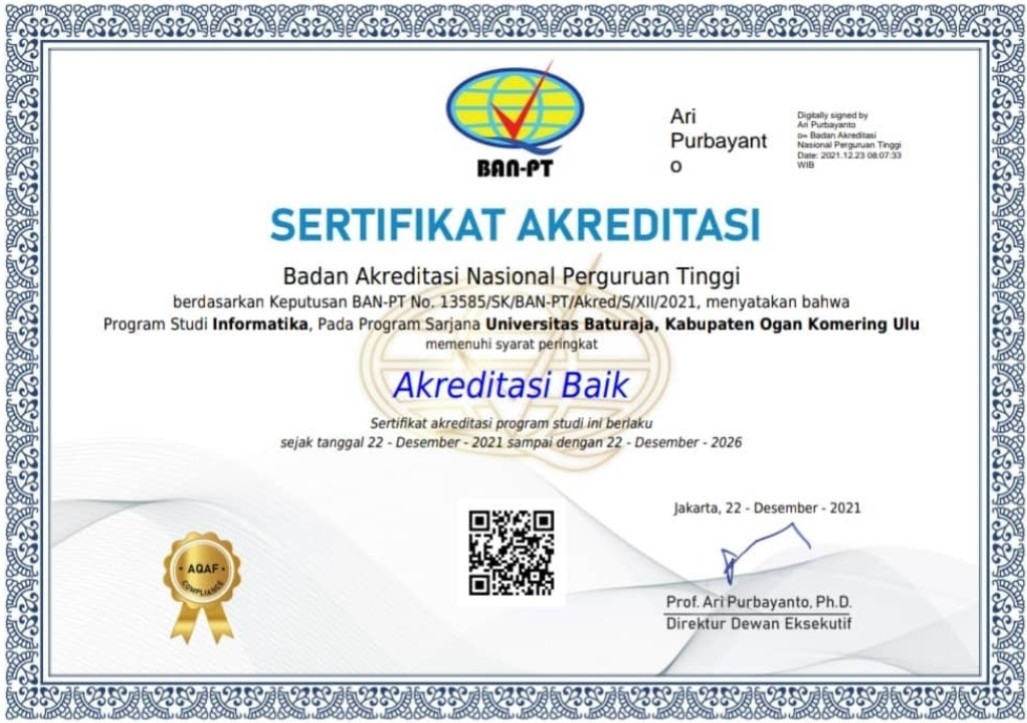 BAN-PT
Ari
Purbayant
o
Digitally signed by
Ari Purbayanto
o= Badan Akreditasi
Nasional Perguruan Tinggi
Date: 2021.12.23 08:07:33
WIB
SERTIFIKAT AKREDITASI
Badan Akreditasi Nasional Perguruan Tinggi
berdasarkan Keputusan BAN-PT No. 13585/SK/BAN-PT/Akred/S/XII/2021, menyatakan bahwa
Program Studi Informatika, Pada Program Sarjana Universitas Baturaja, Kabupaten Ogan Komering Ulu
memenuhi syarat peringkat
Akreditasi Baik
Sertifikat akreditasi program studi ini berlaku
sejak tanggal 22 - Desember - 2021 sampai dengan 22 - Desember - 2026
Jakarta, 22 - Desember - 2021
AQAF
COMPLIANCE
Prof. Ari Purbayanto, Ph.D.
Direktur Dewan Eksekutif